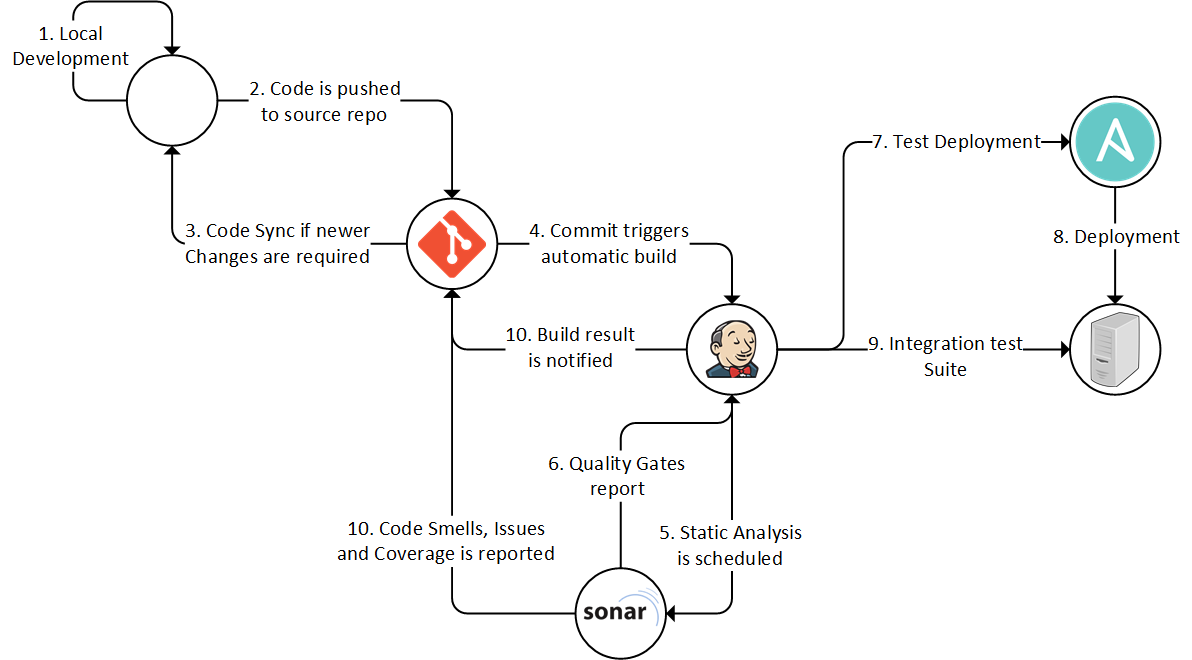 1. Local
Development
2. Code is pushed
to source repo
3. Code Sync if newer
Changes are required
4. Commit triggers
automatic build
7. Test Deployment
8. Deployment
10. Build result
is notified
9. Integration test
Suite
6. Quality Gates
report
10. Code Smells, Issues
and Coverage is reported
5. Static Analysis
is scheduled
sonar